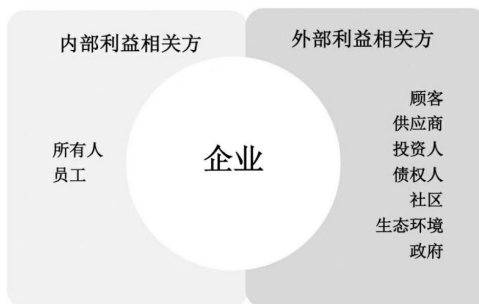 内部利益相关方
外部利益相关方
所有人
员工
企业
顾客
供应商
投资人
债权人
社区
生态环境
政府